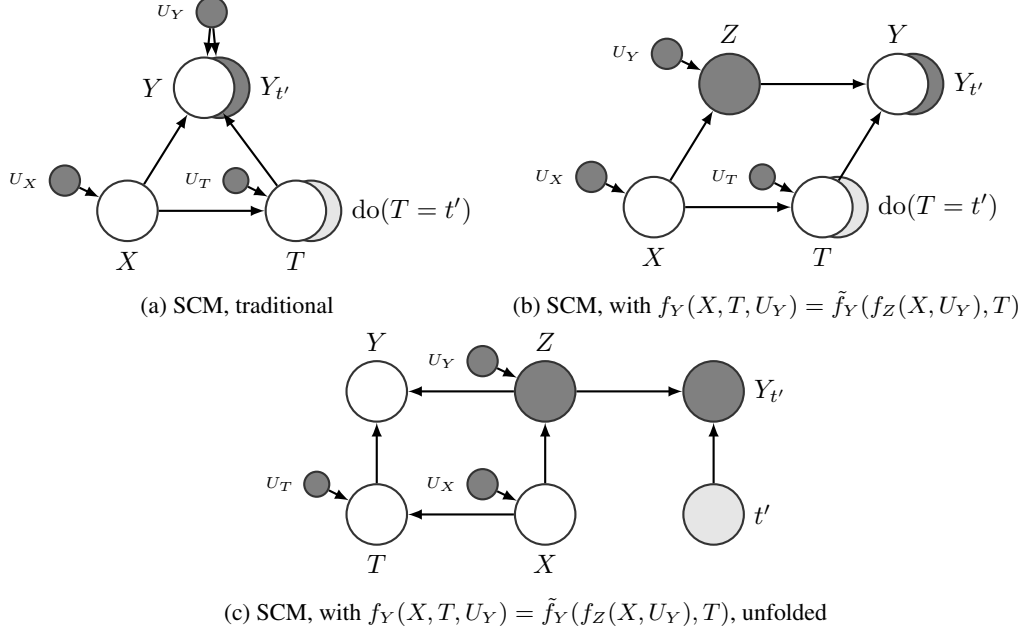 U_Y
Y Y_{t'}
U_X U_T
do(T = t')
X T
(a) SCM, traditional
Z Y
U_Y
Y_{t'}
U_X U_T
do(T = t')
X T
(b) SCM, with f_Y(X, T, U_Y) = \tilde{f}_Y(f_Z(X, U_Y), T)
Y U_Y Z
Y_{t'}
U_T U_X
t'
T X
(c) SCM, with f_Y(X, T, U_Y) = \tilde{f}_Y(f_Z(X, U_Y), T), unfolded